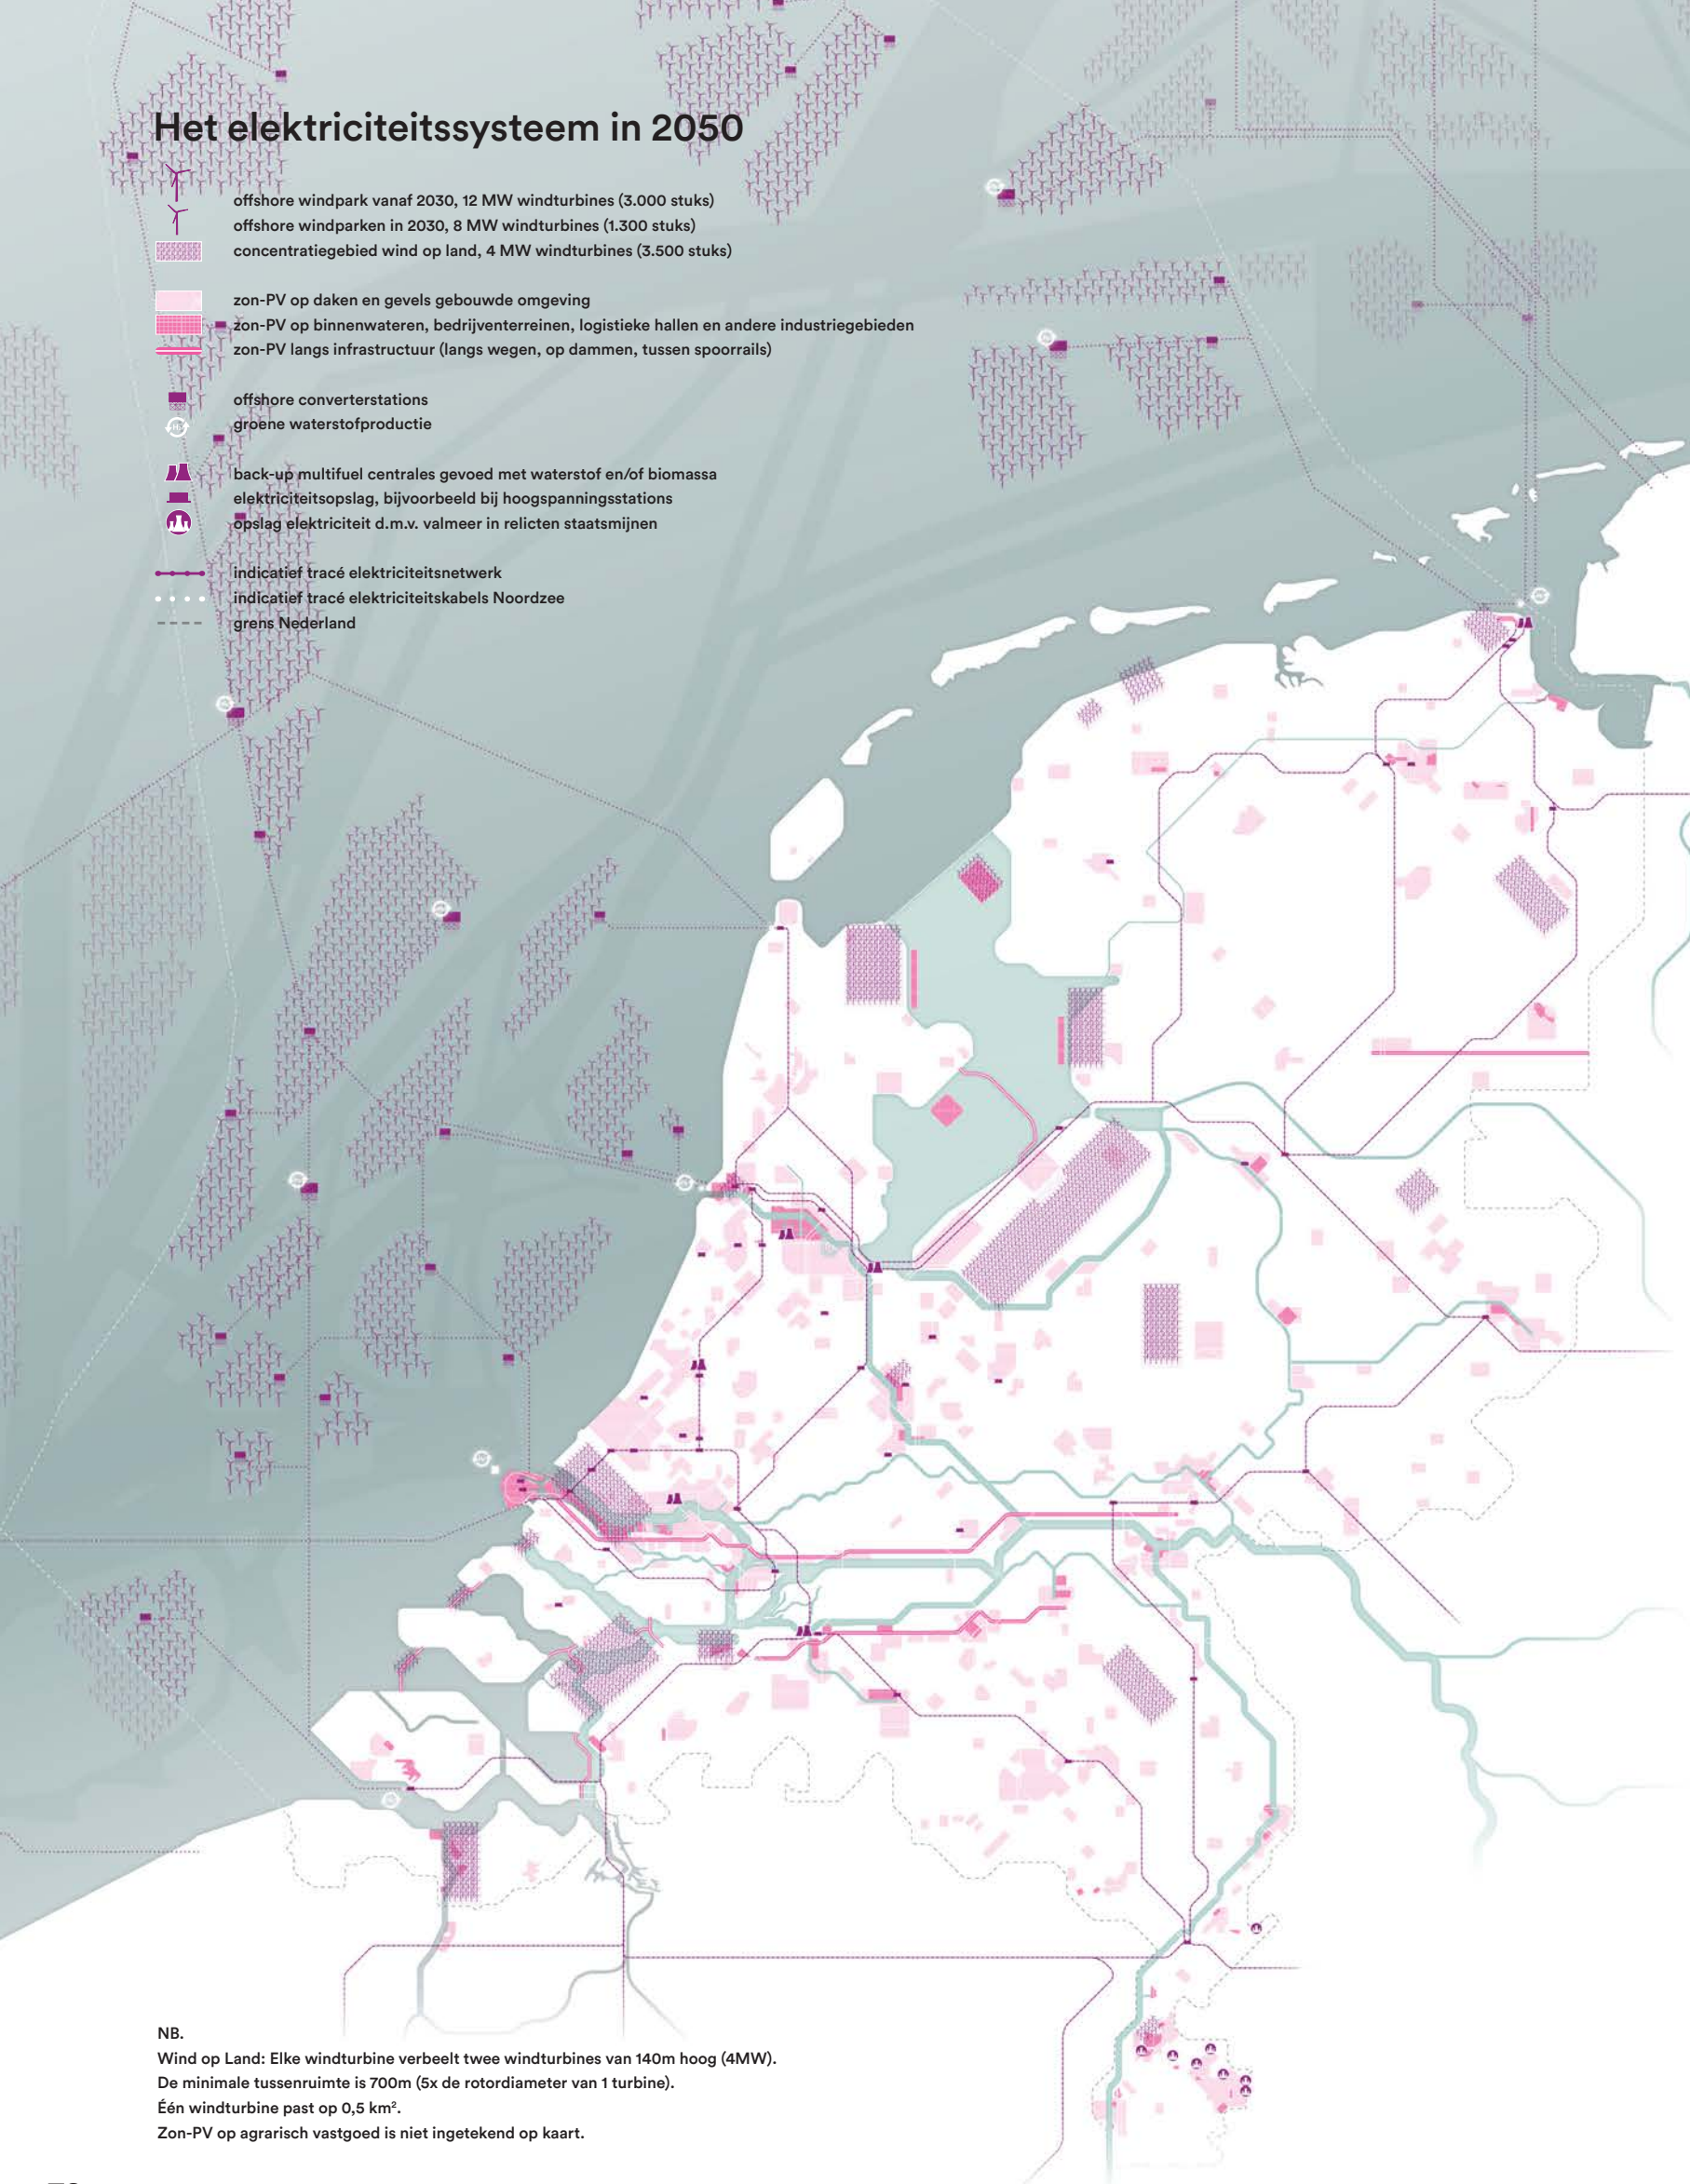 Het elektriciteitssysteem in 2050
offshore windpark vanaf 2030, 12 MW windturbines (3.000 stuks)
offshore windparken in 2030, 8 MW windturbines (1.300 stuks)
concentratiegebied wind op land, 4 MW windturbines (3.500 stuks)
zon-PV op daken en gevels gebouwde omgeving
zon-PV op binnenwateren, bedrijventerreinen, logistieke hallen en andere industriegebieden
zon-PV langs infrastructuur (langs wegen, op dammen, tussen spoorrails)
offshore converterstations
groene waterstofproductie
back-up multifuel centrales gevoed met waterstof en/of biomassa
elektriciteitsopslag, bijvoorbeeld bij hoogspanningsstations
opslag elektriciteit d.m.v. valmeer in relicten staatsmijnen
indicatief tracé elektriciteitsnetwerk
indicatief tracé elektriciteitskabels Noordzee
grens Nederland
NB.
Wind op Land: Elke windturbine verbeelt twee windturbines van 140m hoog (4MW).
De minimale tussenruimte is 700m (5x de rotordiameter van 1 turbine).
Één windturbine past op 0,5 km².
Zon-PV op agrarisch vastgoed is niet ingetekend op kaart.